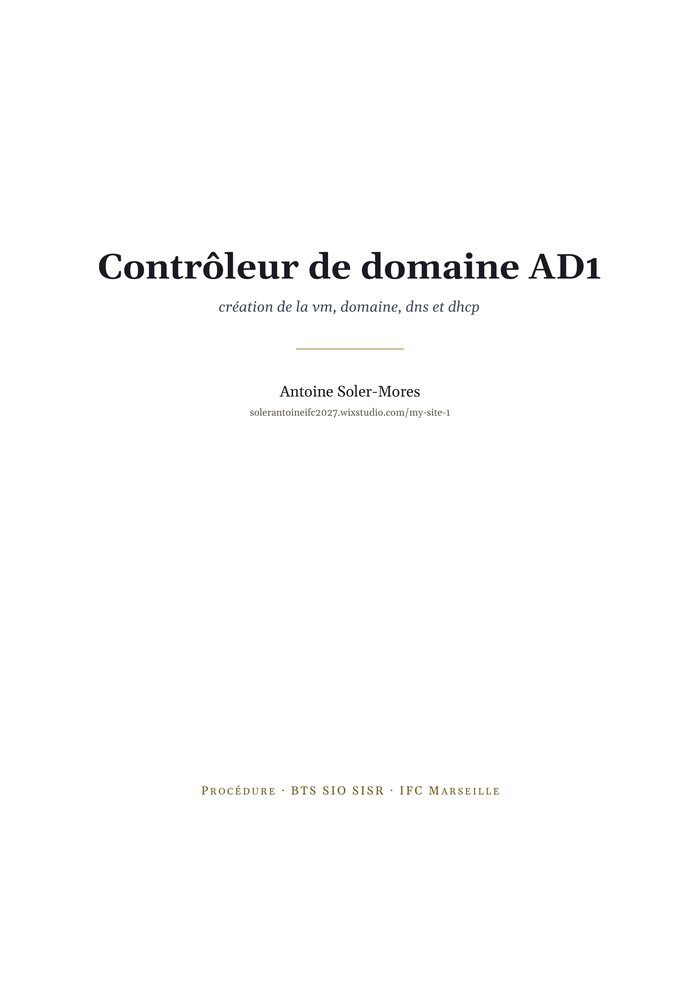 Contrôleur de domaine AD1
création de la vm, domaine, dns et dhcp
Antoine Soler-Mores
solerantoineifc2027.wixstudio.com/my-site-1
Procédure · BTS SIO SISR · IFC Marseille